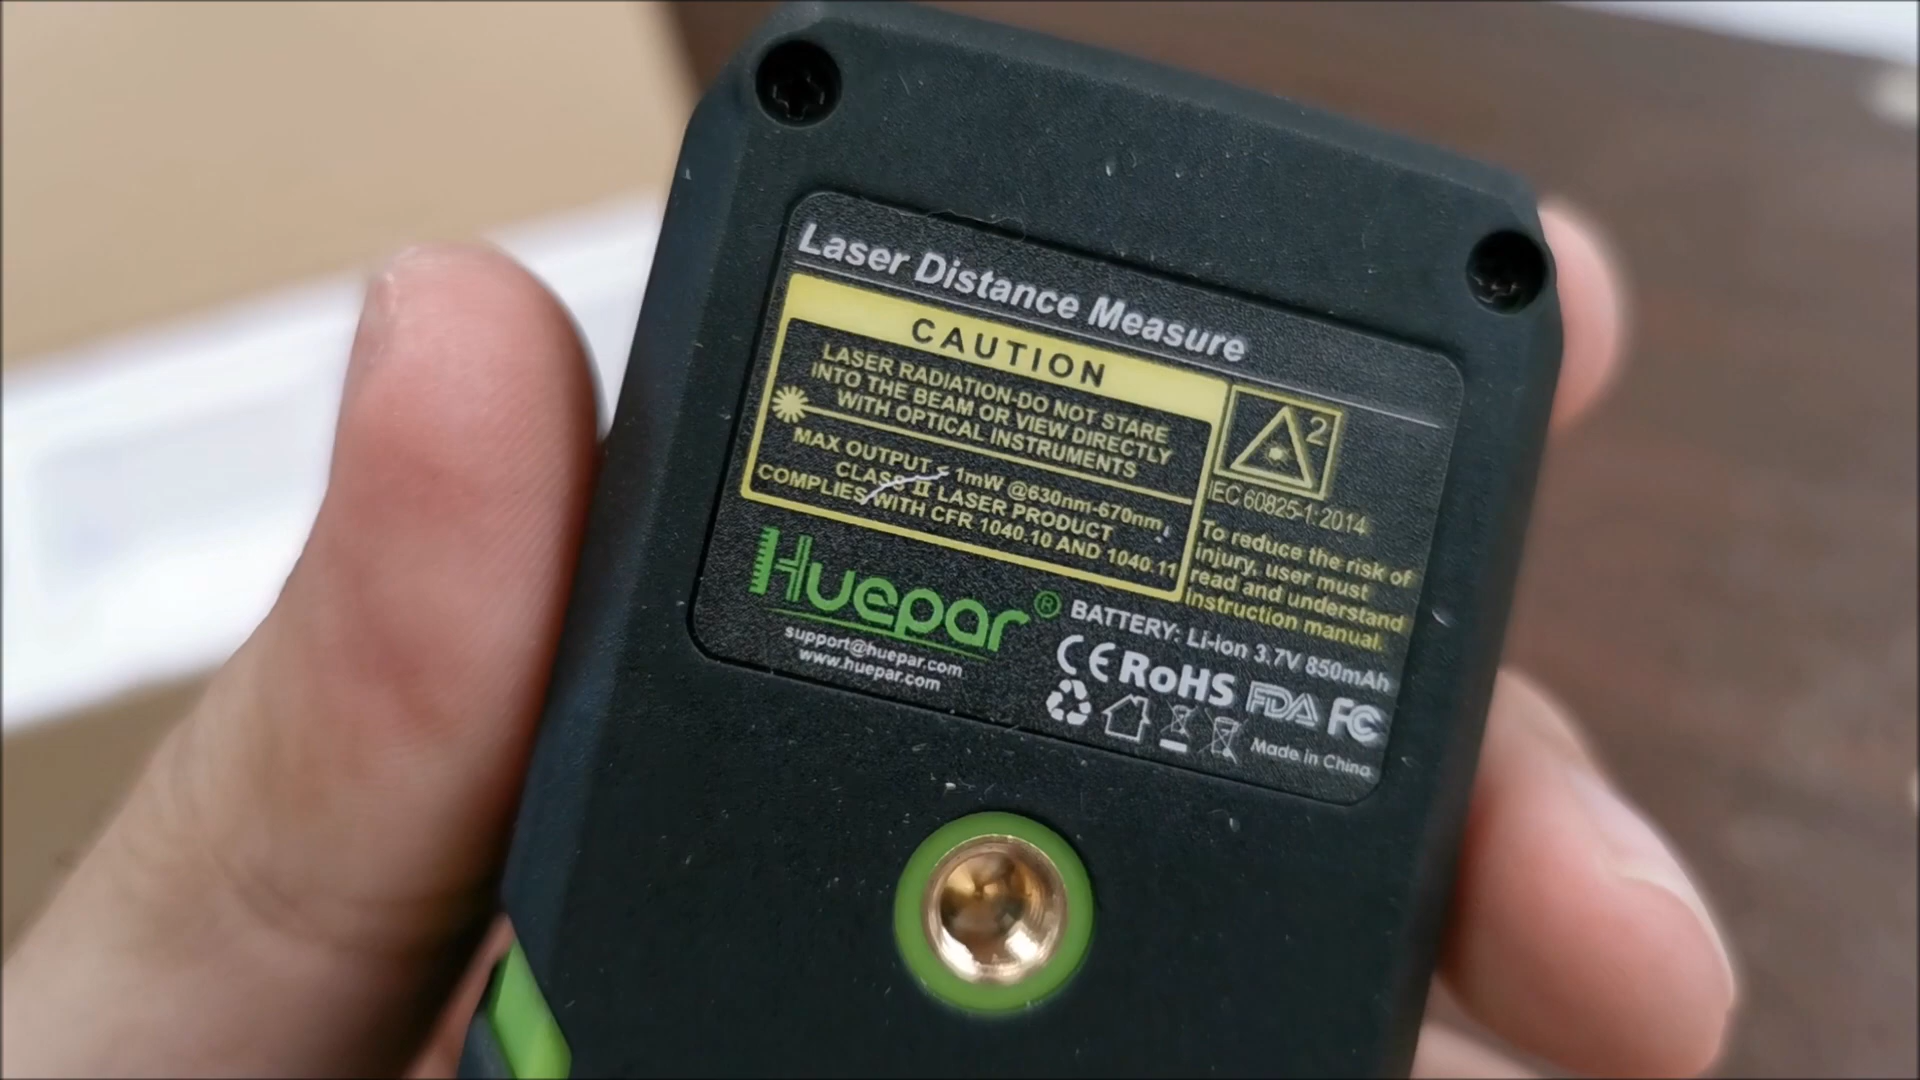 Laser Distance Measure
CAUTION
LASER RADIATION-DO NOT STARE
INTO THE BEAM OR VIEW DIRECTLY
WITH OPTICAL INSTRUMENTS
MAX OUTPUT < 1mW @630nm-670nm,
CLASS II LASER PRODUCT
COMPLIES WITH CFR 1040.10 AND 1040.11
2
IEC 60825-1:2014
To reduce the risk of
injury, user must
read and understand
instruction manual.
Huepar®
support@huepar.com
www.huepar.com
BATTERY: Li-ion 3.7V 850mAh
CE RoHS FDA FC
Made in China